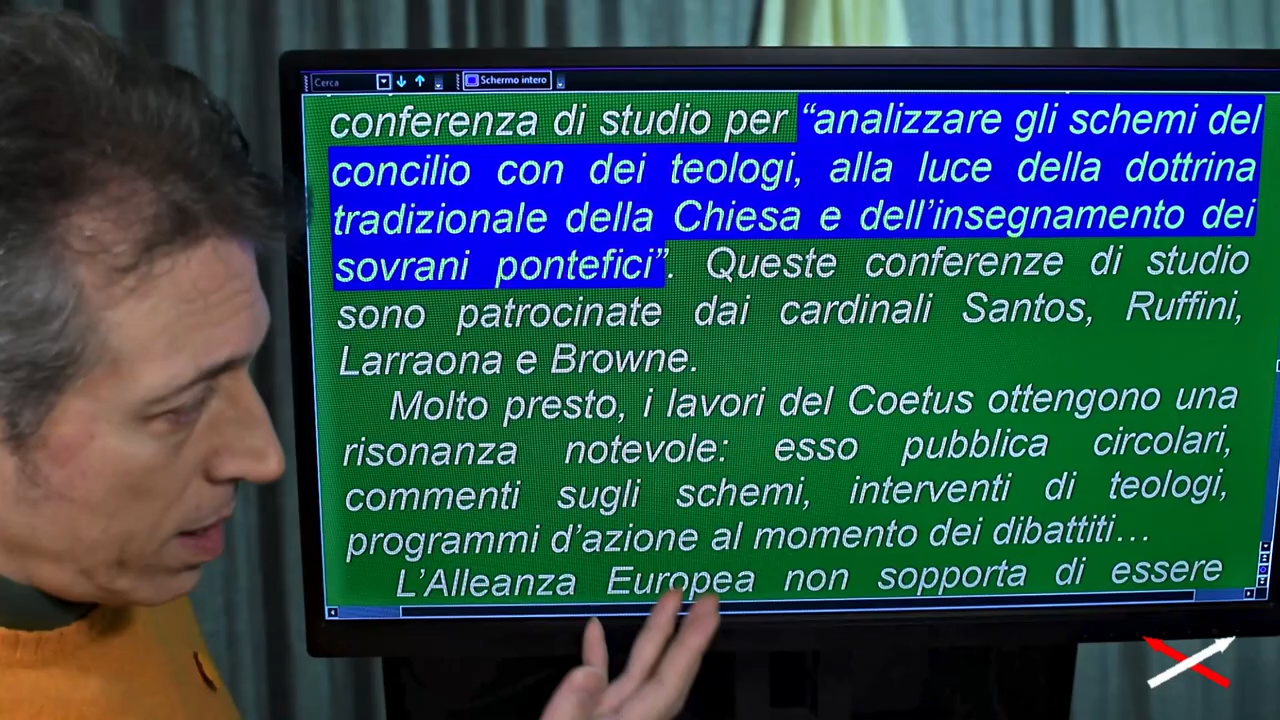 Cerca
Schermo intero
conferenza di studio per “analizzare gli schemi del
concilio con dei teologi, alla luce della dottrina
tradizionale della Chiesa e dell’insegnamento dei
sovrani pontefici”. Queste conferenze di studio
sono patrocinate dai cardinali Santos, Ruffini,
Larraona e Browne.
Molto presto, i lavori del Coetus ottengono una
risonanza notevole: esso pubblica circolari,
commenti sugli schemi, interventi di teologi,
programmi d’azione al momento dei dibattiti…
L’Alleanza Europea non sopporta di essere